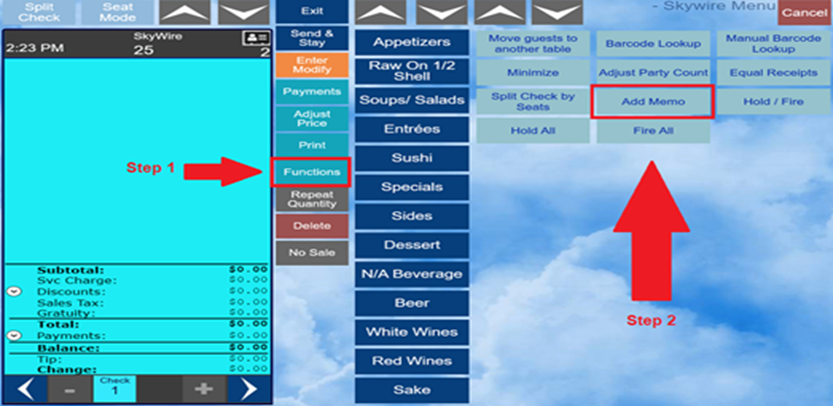 Split
Check
Seat
Mode
Exit
- Skywire Menu
Cancel
2:23 PM
SkyWire
25
2
Send &
Stay
Enter
Modify
Payments
Adjust
Price
Print
Functions
Repeat
Quantity
Delete
No Sale
Step 1
Appetizers
Raw On 1/2
Shell
Soups/ Salads
Entrées
Sushi
Specials
Sides
Dessert
N/A Beverage
Beer
White Wines
Red Wines
Sake
Move guests to
another table
Barcode Lookup
Manual Barcode
Lookup
Minimize
Adjust Party Count
Equal Receipts
Split Check by
Seats
Add Memo
Hold / Fire
Hold All
Fire All
Step 2
Subtotal: $0.00
Svc Charge: $0.00
Discounts: $0.00
Sales Tax: $0.00
Gratuity: $0.00
Total: $0.00
Payments: $0.00
Balance: $0.00
Tip: $0.00
Change: $0.00
- Check +
1